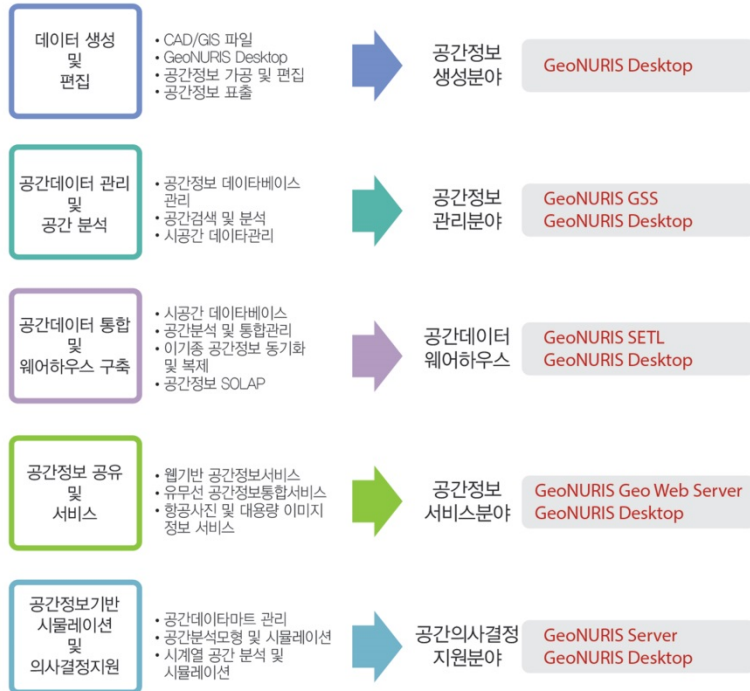 데이터 생성
및
편집
• CAD/GIS 파일
• GeoNURIS Desktop
• 공간정보 가공 및 편집
• 공간정보 표출
공간정보
생성분야
GeoNURIS Desktop
공간데이터 관리
및
공간 분석
• 공간정보 데이타베이스
관리
• 공간검색 및 분석
• 시공간 데이타관리
공간정보
관리분야
GeoNURIS GSS
GeoNURIS Desktop
공간데이터 통합
및
웨어하우스 구축
• 시공간 데이타베이스
• 공간분석 및 통합관리
• 이기종 공간정보 동기화
및 복제
• 공간정보 SOLAP
공간데이터
웨어하우스
GeoNURIS SETL
GeoNURIS Desktop
공간정보 공유
및
서비스
• 웹기반 공간정보서비스
• 유무선 공간정보통합서비스
• 항공사진 및 대용량 이미지
정보 서비스
공간정보
서비스분야
GeoNURIS Geo Web Server
GeoNURIS Desktop
공간정보기반
시물레이션
및
의사결정지원
• 공간데이타마트 관리
• 공간분석모형 및 시뮬레이션
• 시계열 공간 분석 및
시뮬레이션
공간의사결정
지원분야
GeoNURIS Server
GeoNURIS Desktop